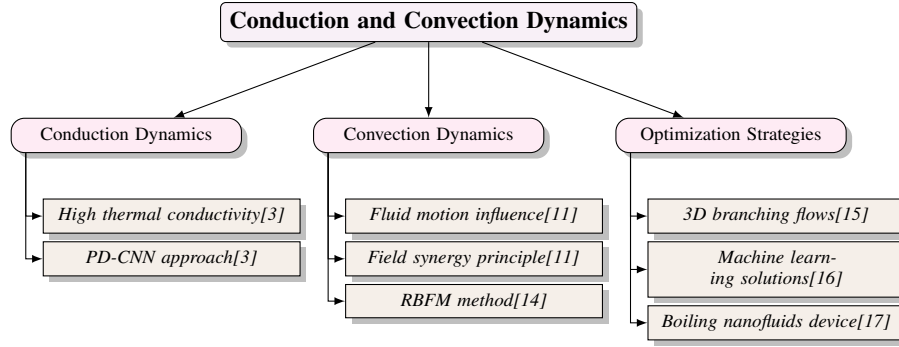 Conduction and Convection Dynamics
Conduction Dynamics
High thermal conductivity[3]
PD-CNN approach[3]
Convection Dynamics
Fluid motion influence[11]
Field synergy principle[11]
RBFM method[14]
Optimization Strategies
3D branching flows[15]
Machine learn-
ing solutions[16]
Boiling nanofluids device[17]